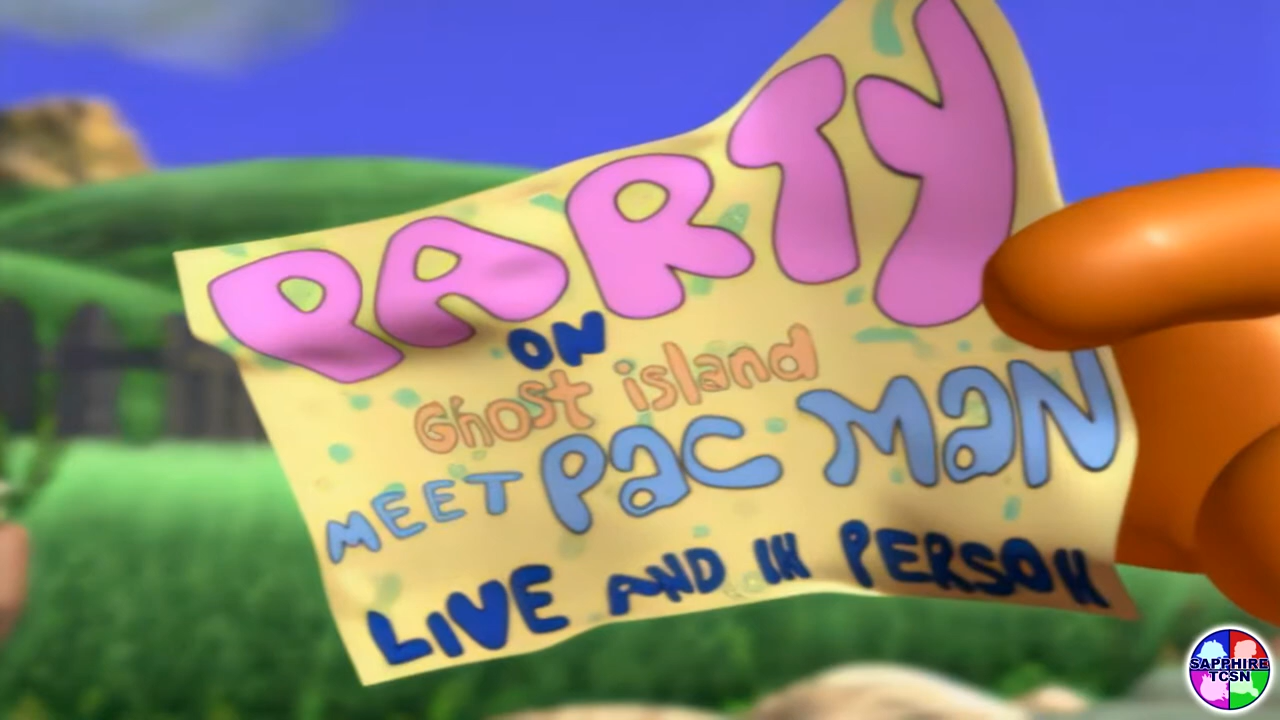 PARTY
ON
Ghost island
MEET PAC MAN
LIVE AND IN PERSON
SAPPHIRE
TCSN